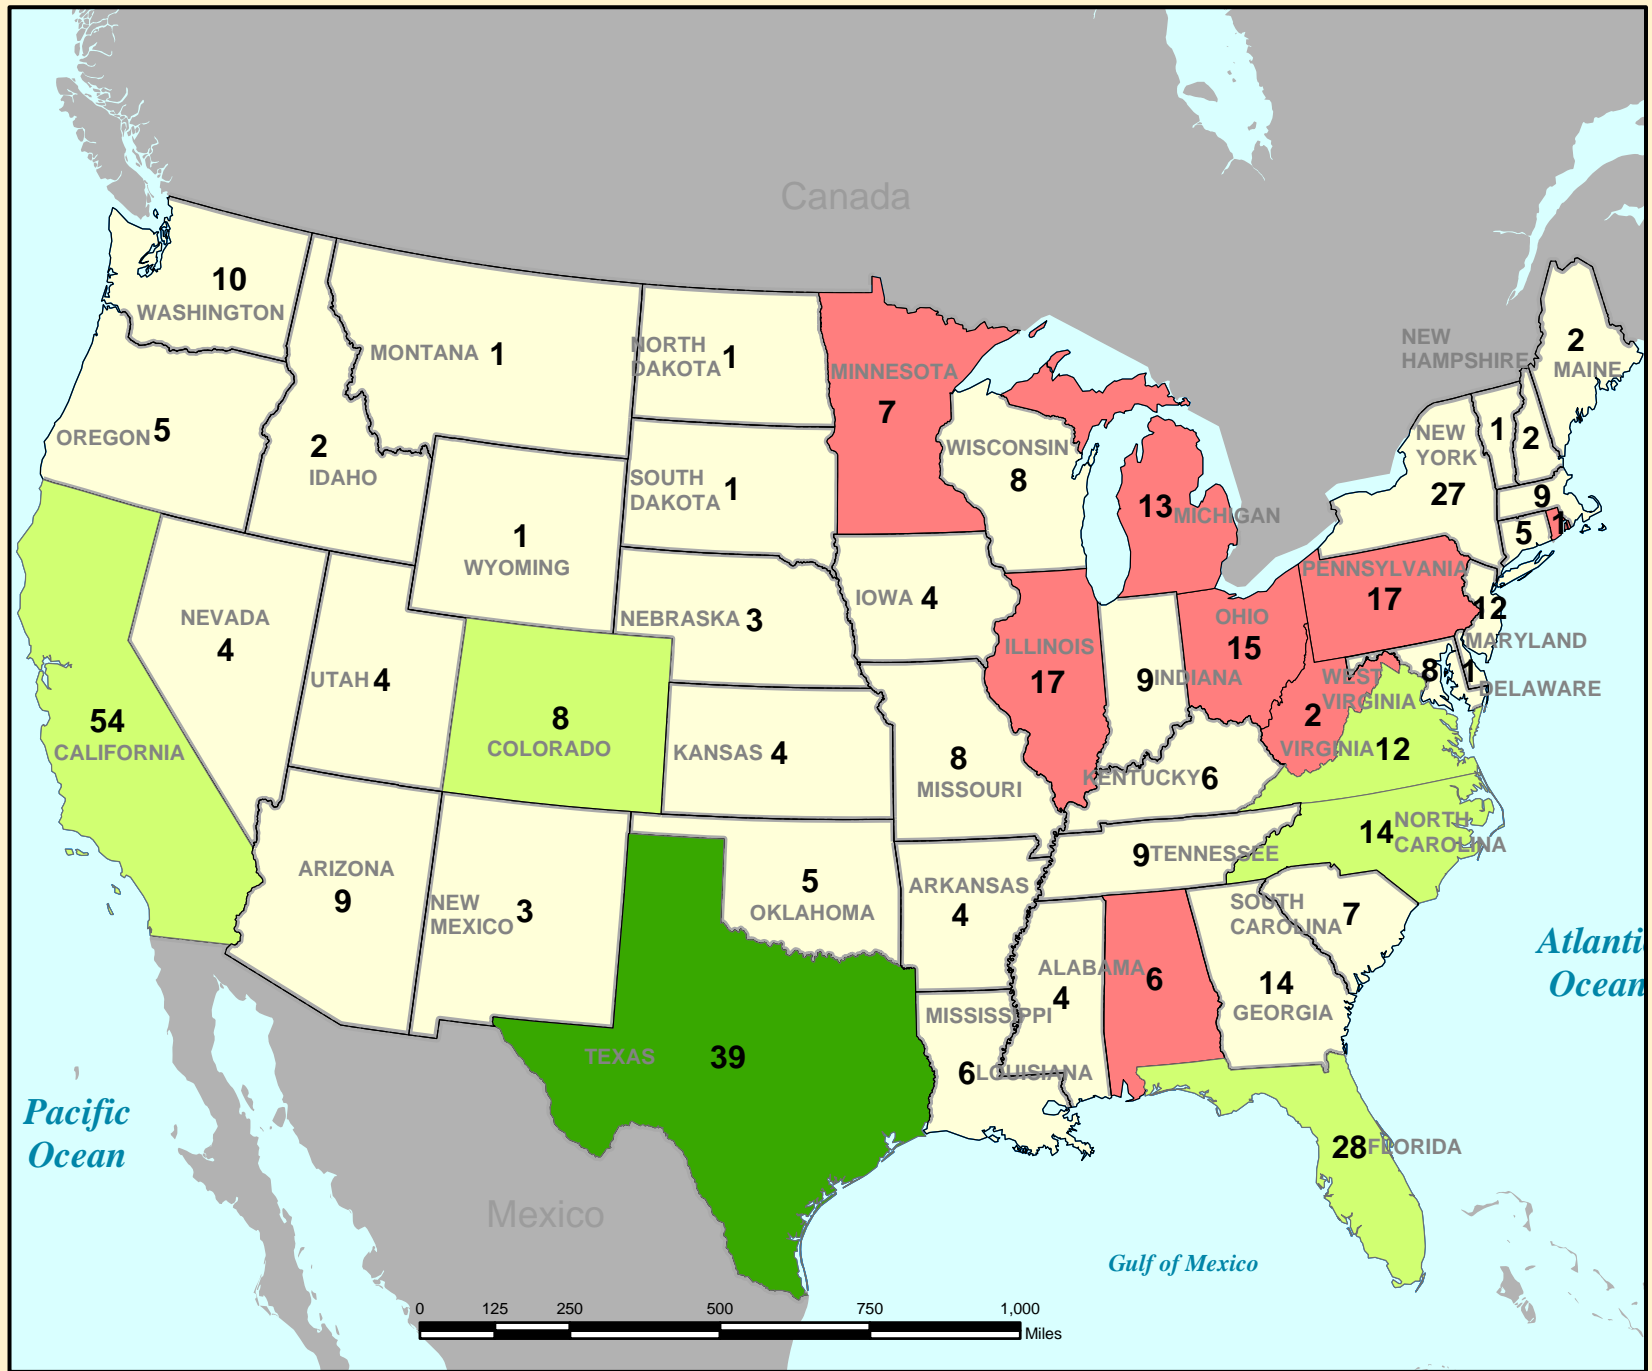 Canada
10
WASHINGTON
MONTANA 1
NORTH
DAKOTA 1
MINNESOTA
7
NEW
HAMPSHIRE
2
MAINE
OREGON 5
2
IDAHO
SOUTH
DAKOTA 1
WISCONSIN
8
13 MICHIGAN
NEW
YORK
27
1
2
9
5
1
1
WYOMING
NEVADA
4
UTAH 4
NEBRASKA 3
IOWA 4
ILLINOIS
17
9 INDIANA
OHIO
15
PENNSYLVANIA
17
12
MARYLAND
8
1
DELAWARE
WEST
VIRGINIA
2
VIRGINIA 12
54
CALIFORNIA
8
COLORADO
KANSAS 4
8
MISSOURI
KENTUCKY 6
14 NORTH
CAROLINA
9 TENNESSEE
ARIZONA
9
NEW
MEXICO 3
5
OKLAHOMA
ARKANSAS
4
SOUTH
CAROLINA 7
ALABAMA 6
4
14
GEORGIA
MISSISSIPPI
6 LOUISIANA
TEXAS 39
28 FLORIDA
Atlanti
Ocean
Pacific
Ocean
Mexico
Gulf of Mexico
0 125 250 500 750 1,000
Miles